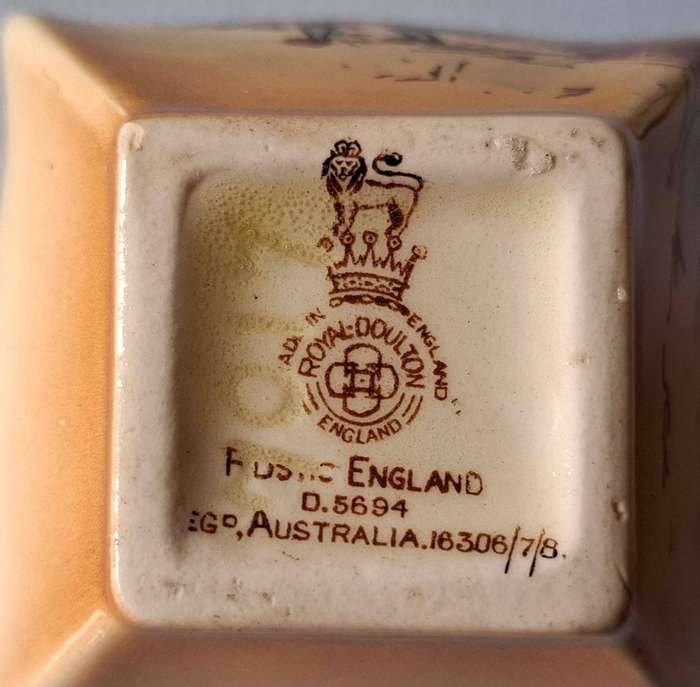 MADE IN ENGLAND
ROYAL DOULTON
ENGLAND
ENGLAND
D.5694
AUSTRALIA.16306/7/8.